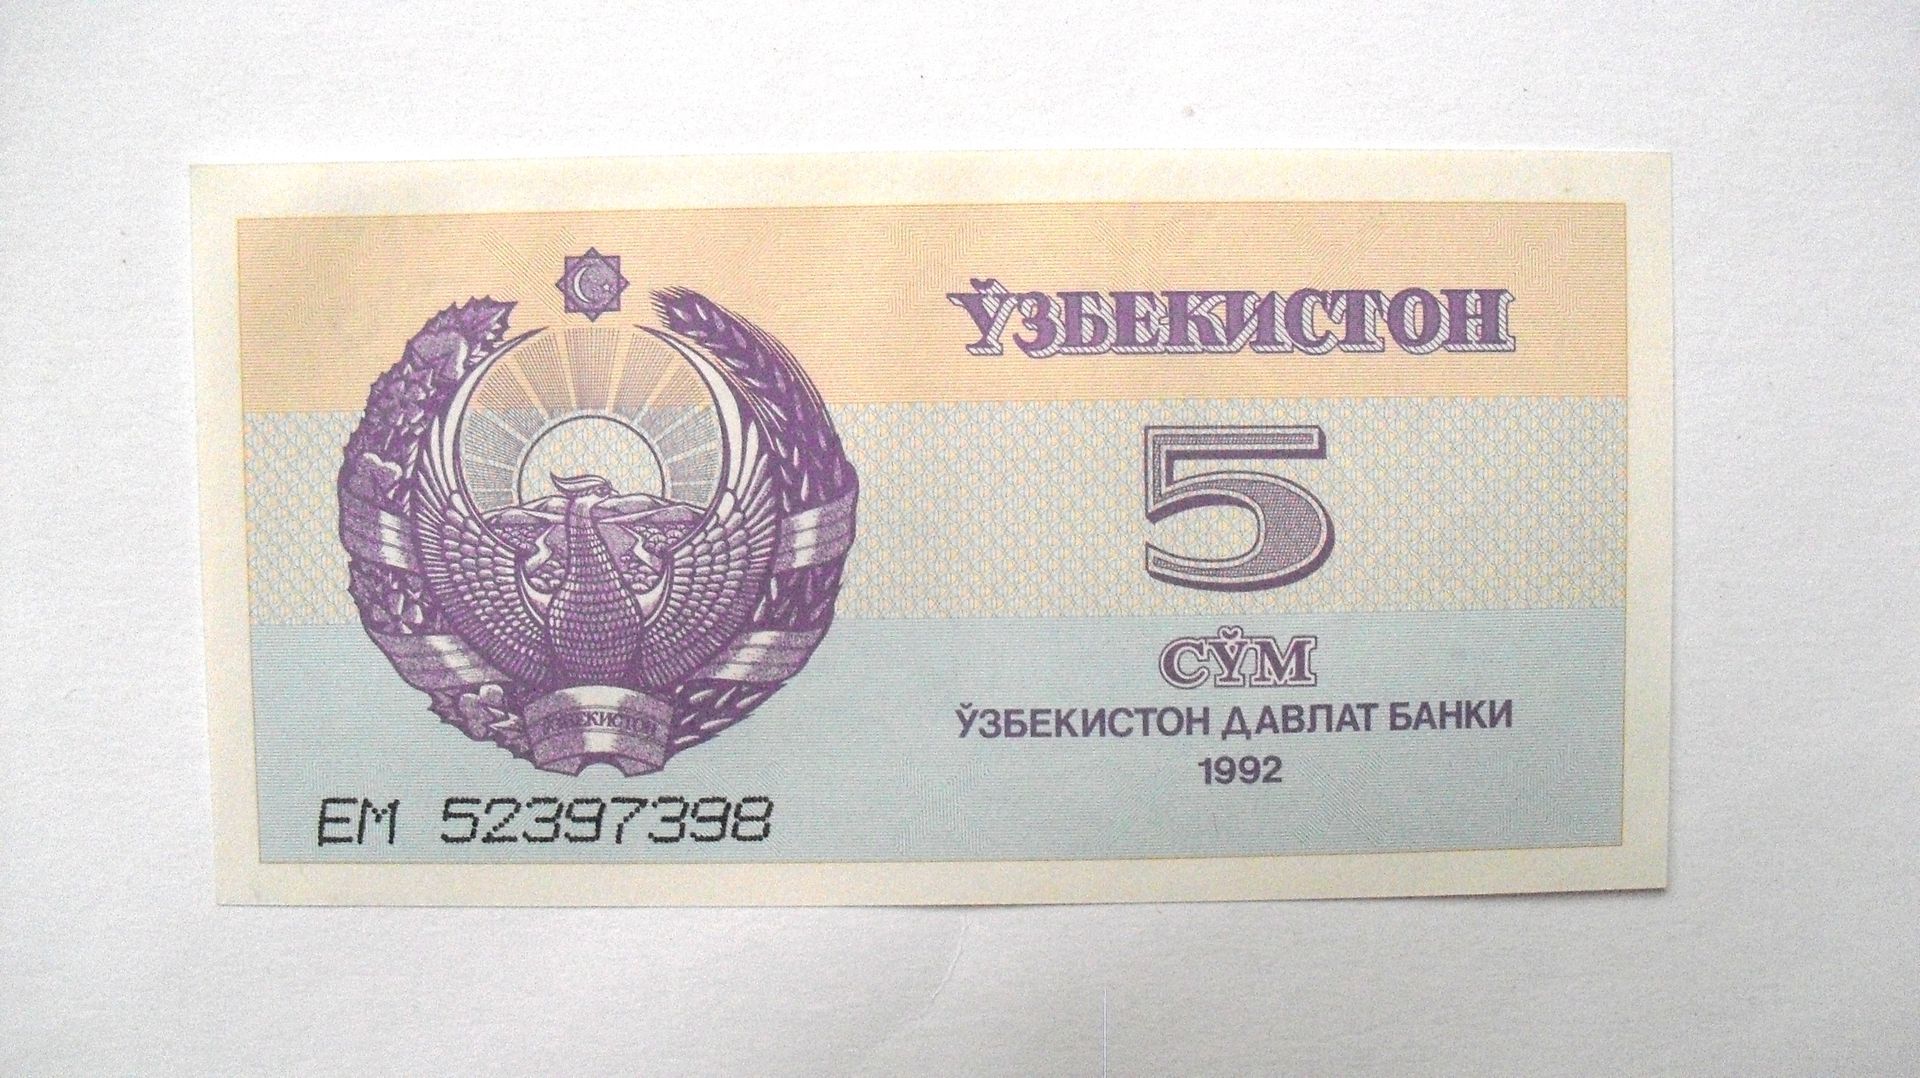 ЎЗБЕКИСТОН
5
СЎМ
ЎЗБЕКИСТОН ДАВЛАТ БАНКИ
1992
ЎЗБЕКИСТОН
ЕМ 52397398